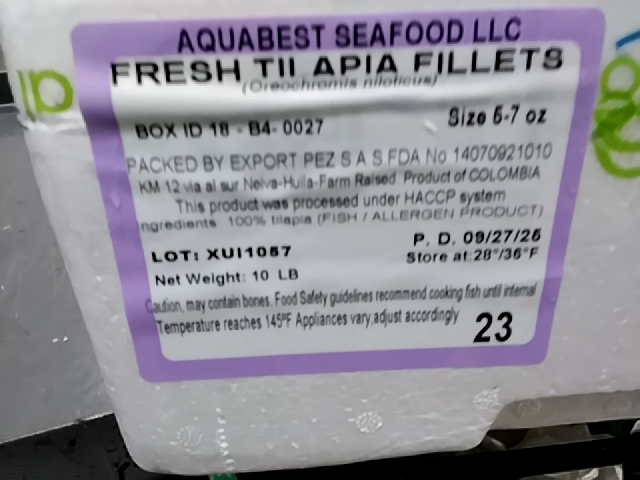 AQUABEST SEAFOOD LLC
FRESH TILAPIA FILLETS
(Oreochromis niloticus)
Size 5-7 oz
BOX ID 18 - B4- 0027
PACKED BY EXPORT PEZ S.A.S.FDA No 14070921010
KM 12 via al sur Neiva-Huila-Farm Raised. Product of COLOMBIA
This product was processed under HACCP system
Ingredients: 100% tilapia (FISH / ALLERGEN PRODUCT)
LOT: XUI1057
P. D. 09/27/25
Net Weight: 10 LB
Store at:28°/36°F
Caution, may contain bones. Food Safety guidelines recommend cooking fish until internal
Temperature reaches 145ºF Appliances vary,adjust accordingly
23